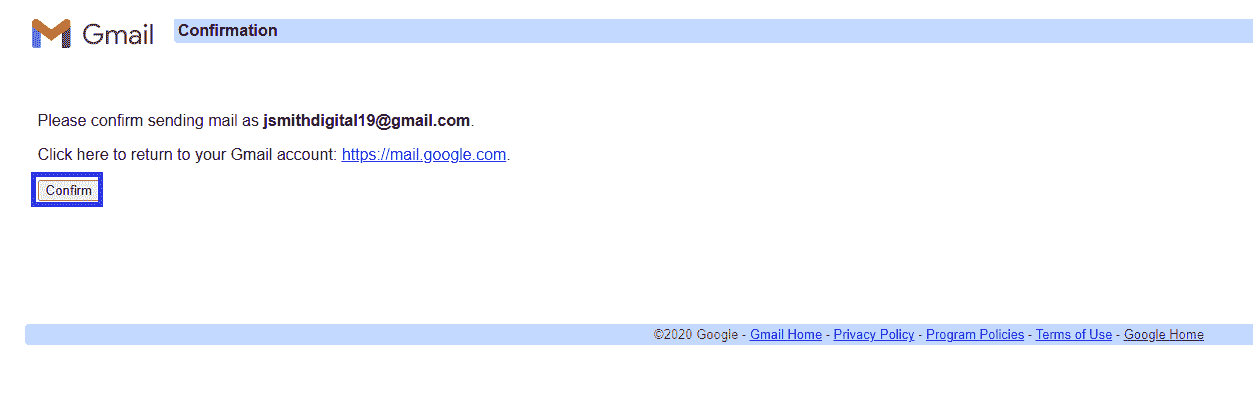 Gmail
Confirmation
Please confirm sending mail as jsmithdigital19@gmail.com.
Click here to return to your Gmail account: https://mail.google.com.
Confirm
©2020 Google - Gmail Home - Privacy Policy - Program Policies - Terms of Use - Google Home